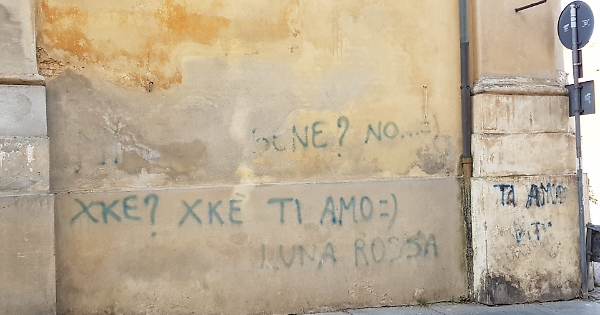 BENE? NO...=(
XKE? XKE TI AMO=)
LUNA ROSSA
TI AMO